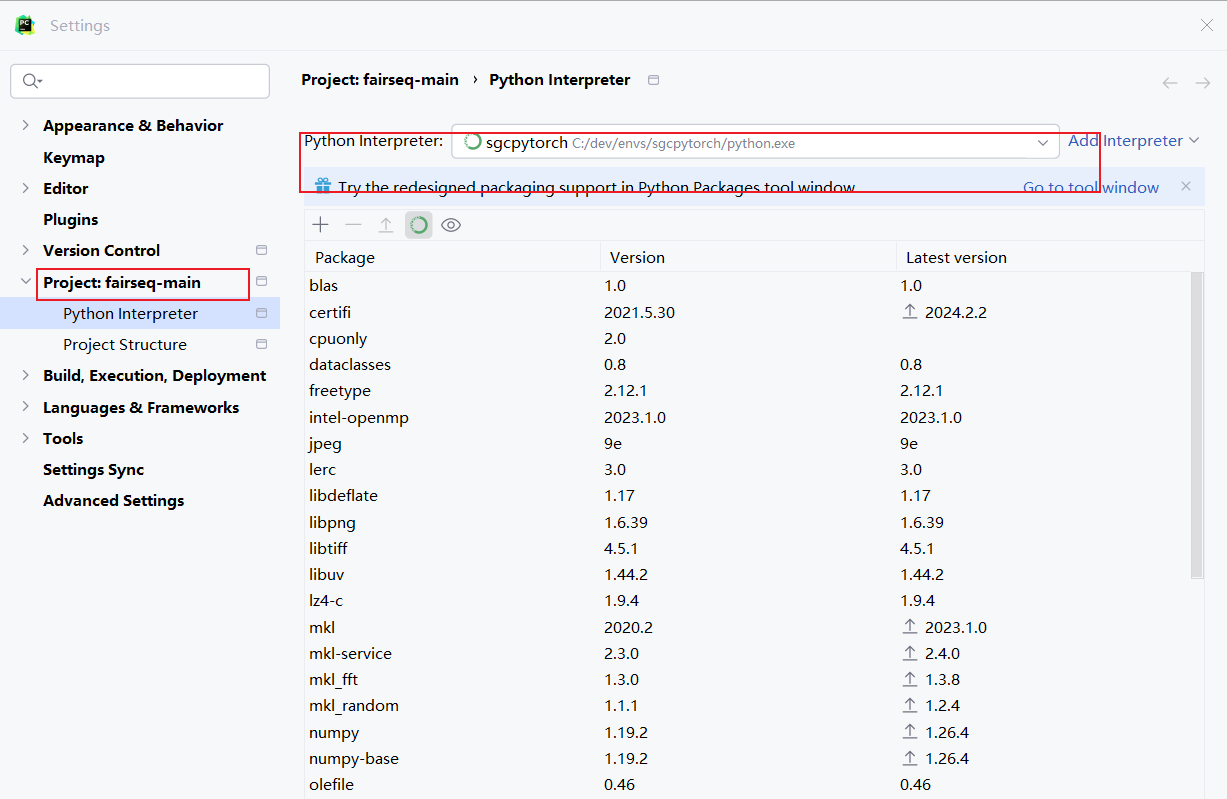 PC Settings
Project: fairseq-main › Python Interpreter
Appearance & Behavior
Keymap
Editor
Plugins
Version Control
Project: fairseq-main
Python Interpreter
Project Structure
Build, Execution, Deployment
Languages & Frameworks
Tools
Settings Sync
Advanced Settings
Python Interpreter: sgcpytorch C:/dev/envs/sgcpytorch/python.exe Add Interpreter
Try the redesigned packaging support in Python Packages tool window Go to tool window
Package Version Latest version
blas 1.0 1.0
certifi 2021.5.30 2024.2.2
cpuonly 2.0
dataclasses 0.8 0.8
freetype 2.12.1 2.12.1
intel-openmp 2023.1.0 2023.1.0
jpeg 9e 9e
lerc 3.0 3.0
libdeflate 1.17 1.17
libpng 1.6.39 1.6.39
libtiff 4.5.1 4.5.1
libuv 1.44.2 1.44.2
lz4-c 1.9.4 1.9.4
mkl 2020.2 2023.1.0
mkl-service 2.3.0 2.4.0
mkl_fft 1.3.0 1.3.8
mkl_random 1.1.1 1.2.4
numpy 1.19.2 1.26.4
numpy-base 1.19.2 1.26.4
olefile 0.46 0.46